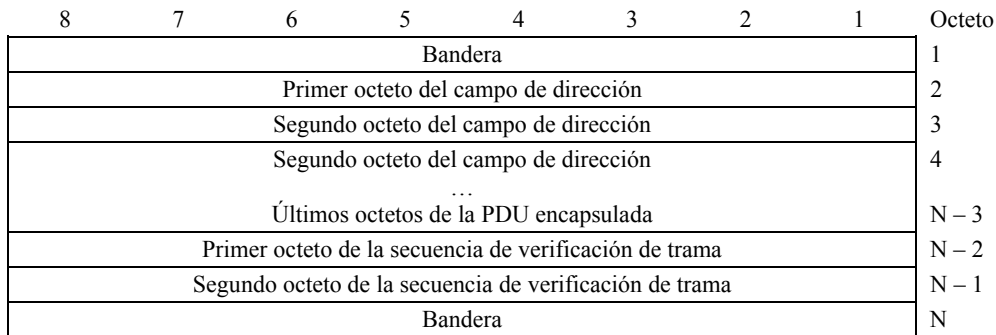 8 7 6 5 4 3 2 1 Octeto
Bandera 1
Primer octeto del campo de dirección 2
Segundo octeto del campo de dirección 3
Segundo octeto del campo de dirección 4
…
Últimos octetos de la PDU encapsulada N – 3
Primer octeto de la secuencia de verificación de trama N – 2
Segundo octeto de la secuencia de verificación de trama N – 1
Bandera N